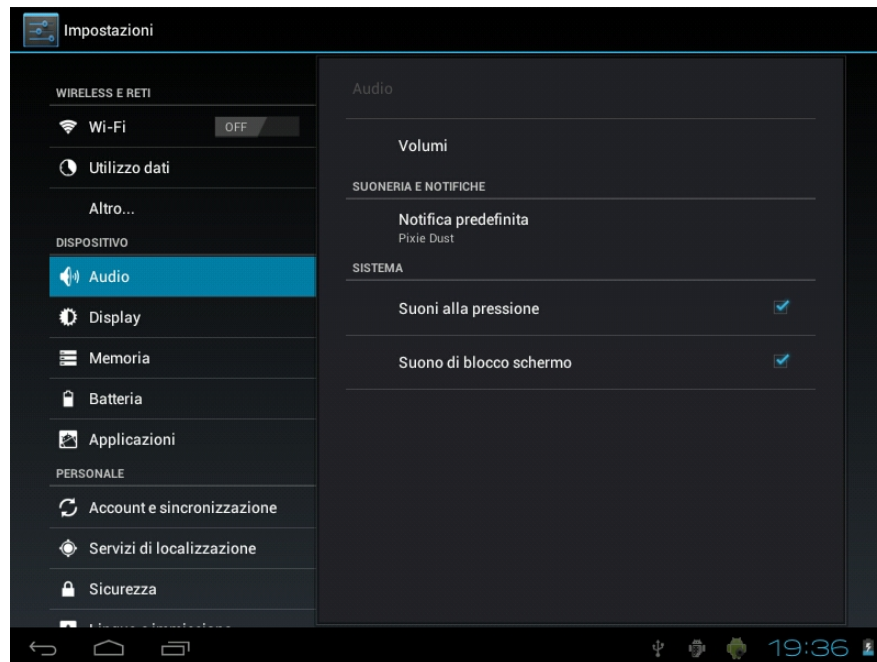 Impostazioni
WIRELESS E RETI
Wi-Fi OFF
Utilizzo dati
Altro...
DISPOSITIVO
Audio
Display
Memoria
Batteria
Applicazioni
PERSONALE
Account e sincronizzazione
Servizi di localizzazione
Sicurezza
Audio
Volumi
SUONERIA E NOTIFICHE
Notifica predefinita
Pixie Dust
SISTEMA
Suoni alla pressione
Suono di blocco schermo
19:36